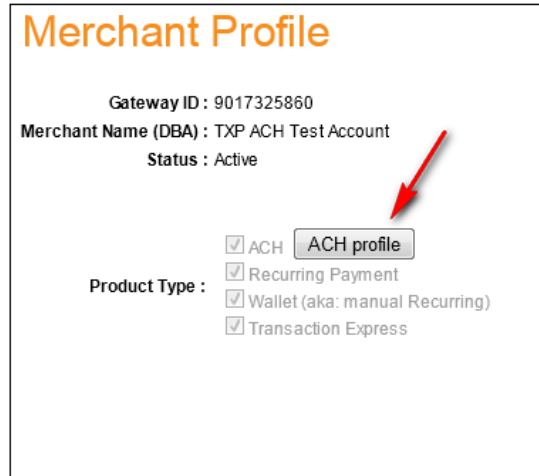 Merchant Profile
Gateway ID : 9017325860
Merchant Name (DBA) : TXP ACH Test Account
Status : Active
ACH ACH profile
Recurring Payment
Product Type :
Wallet (aka: manual Recurring)
Transaction Express